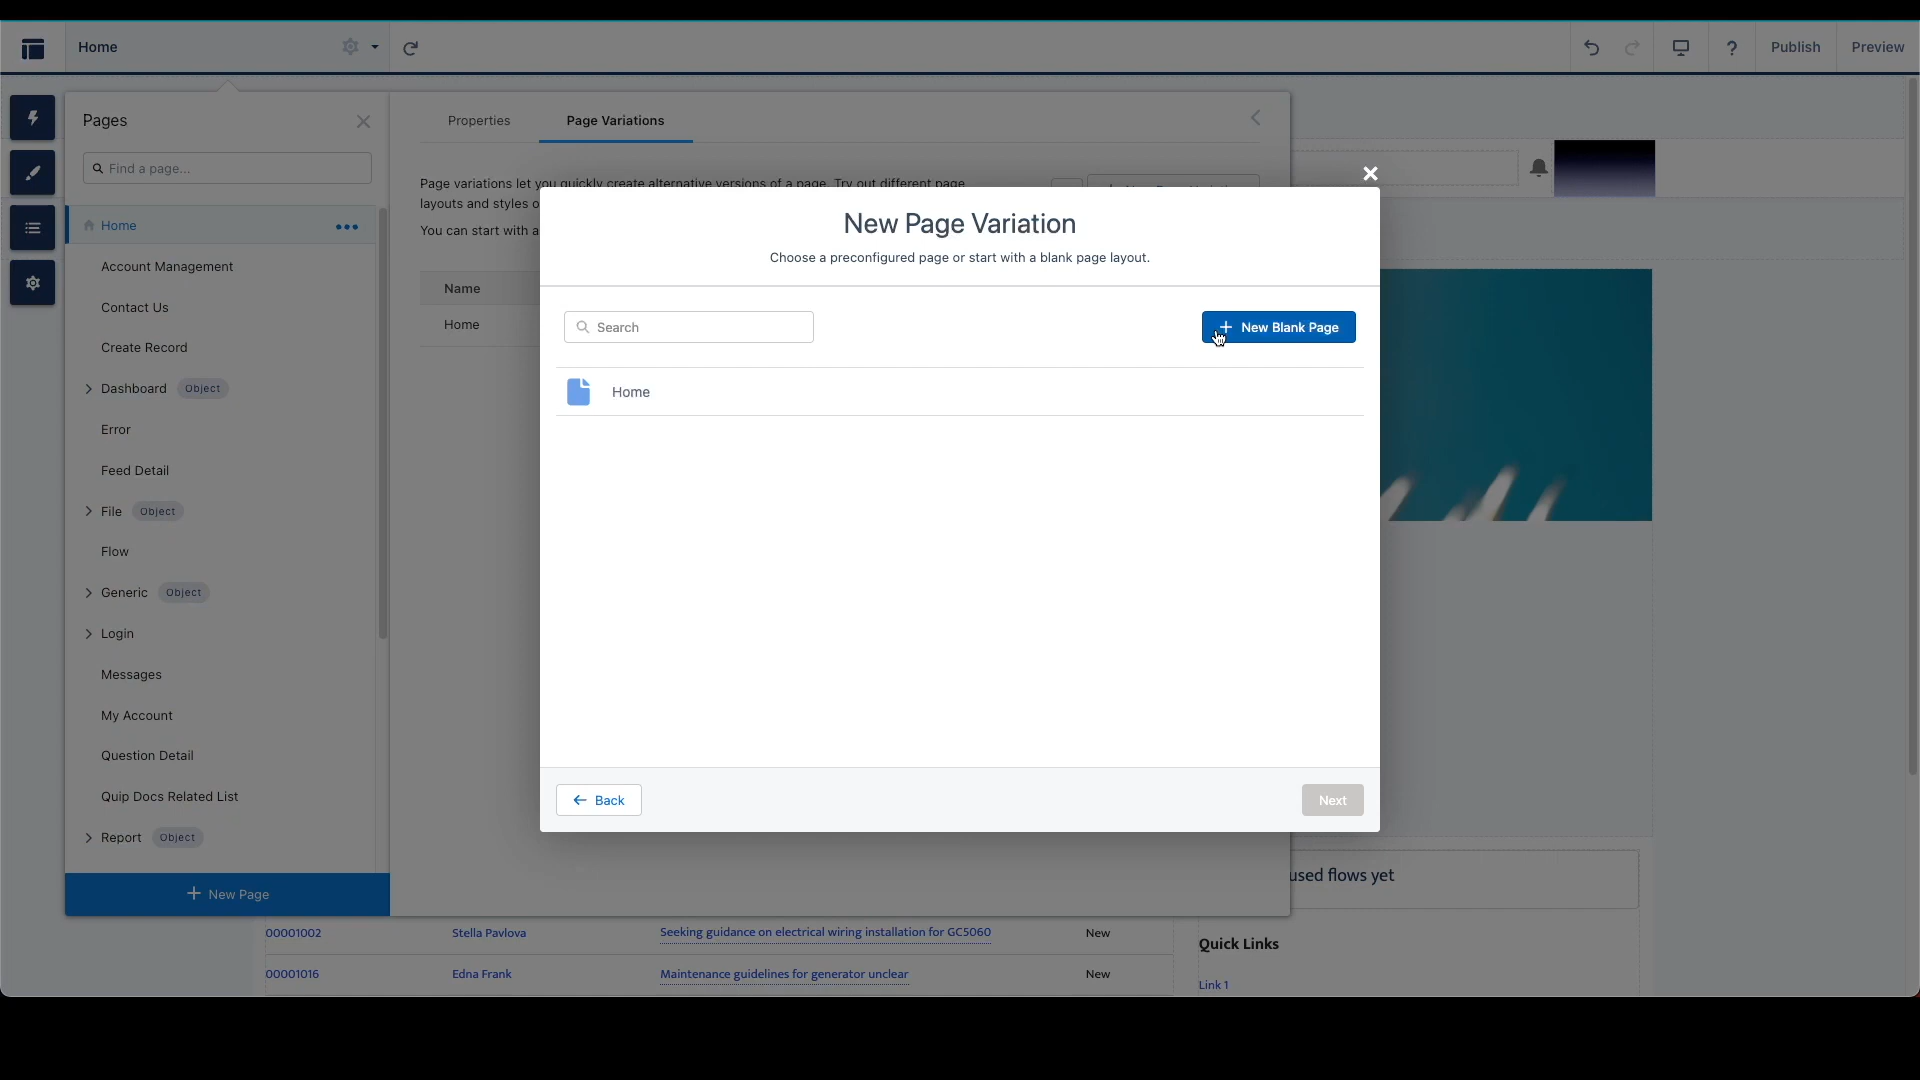 Home
Publish
Preview
Pages
Find a page...
Home
Account Management
Contact Us
Create Record
Dashboard Object
Error
Feed Detail
File Object
Flow
Generic Object
Login
Messages
My Account
Question Detail
Quip Docs Related List
Report Object
New Page
Properties
Page Variations
Page variations let you quickly create alternative versions of a page. Try out different page
layouts and styles o
You can start with a
Name
Home
New Page Variation
Choose a preconfigured page or start with a blank page layout.
Search
New Blank Page
Home
Back
Next
used flows yet
00001002 Stella Pavlova Seeking guidance on electrical wiring installation for GC5060 New
00001016 Edna Frank Maintenance guidelines for generator unclear New
Quick Links
Link 1